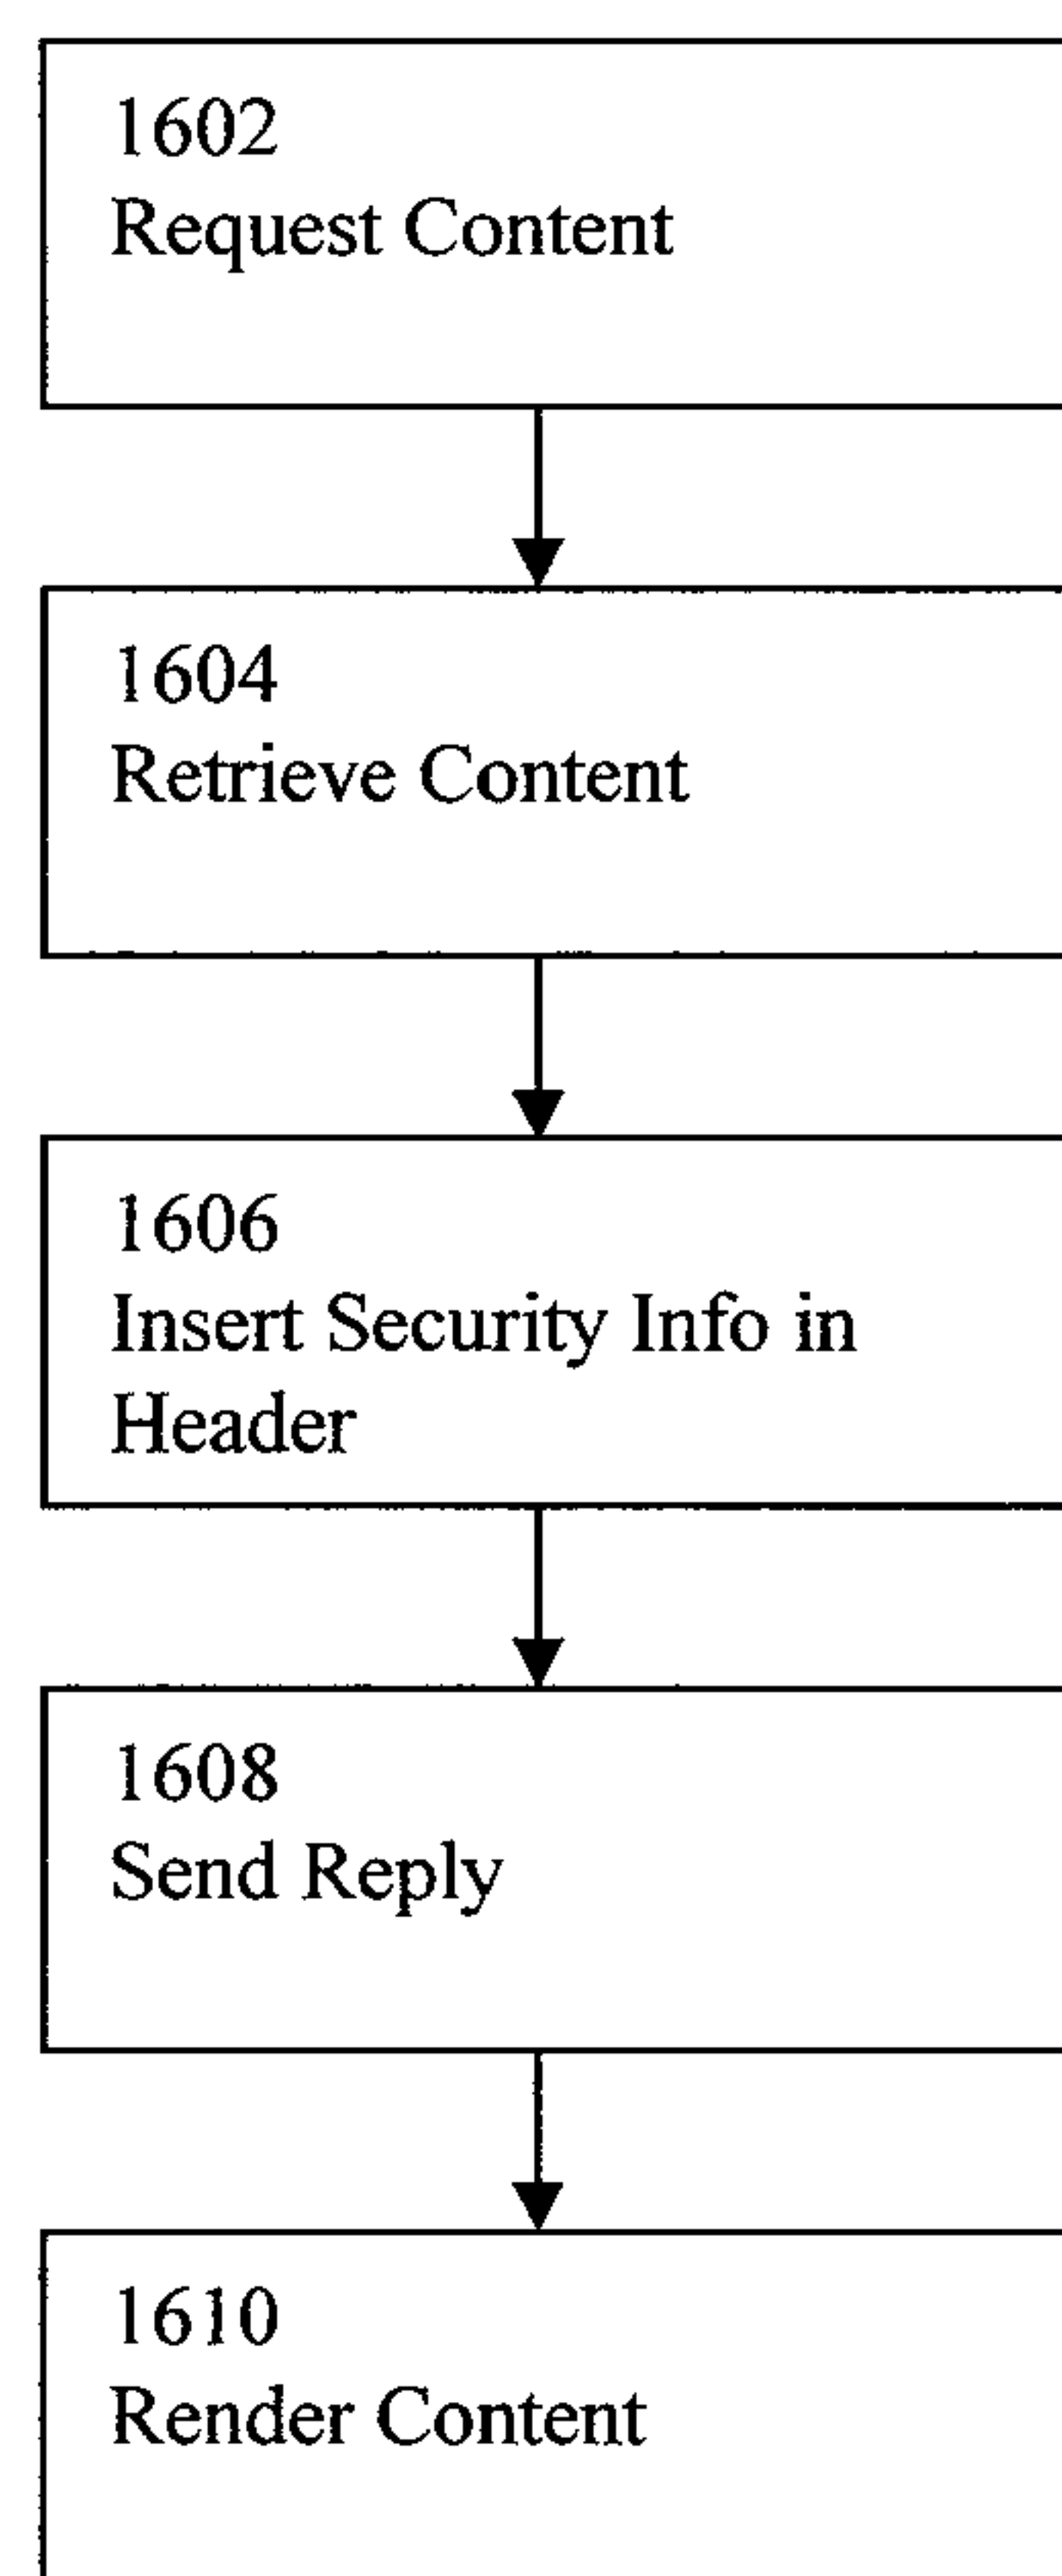 1602
Request Content
1604
Retrieve Content
1606
Insert Security Info in
Header
1608
Send Reply
1610
Render Content